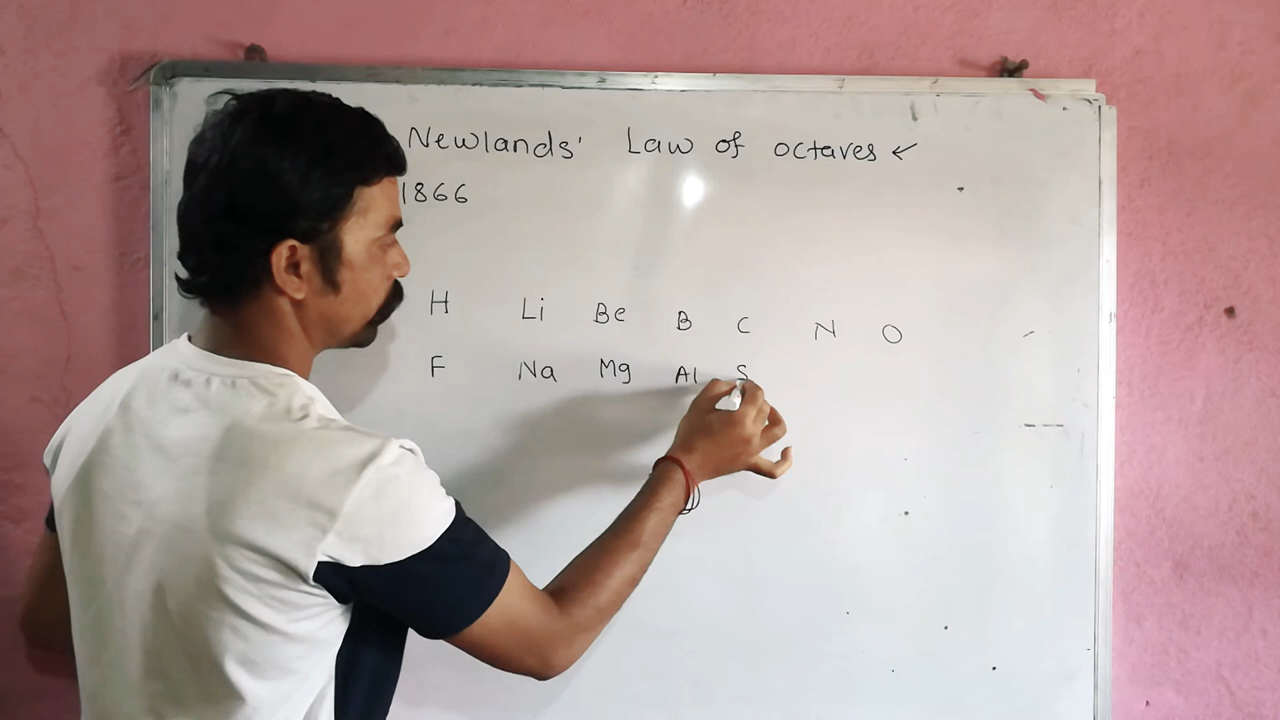 Newlands' Law of octaves ←
1866
H Li Be B C N O
F Na Mg Al S